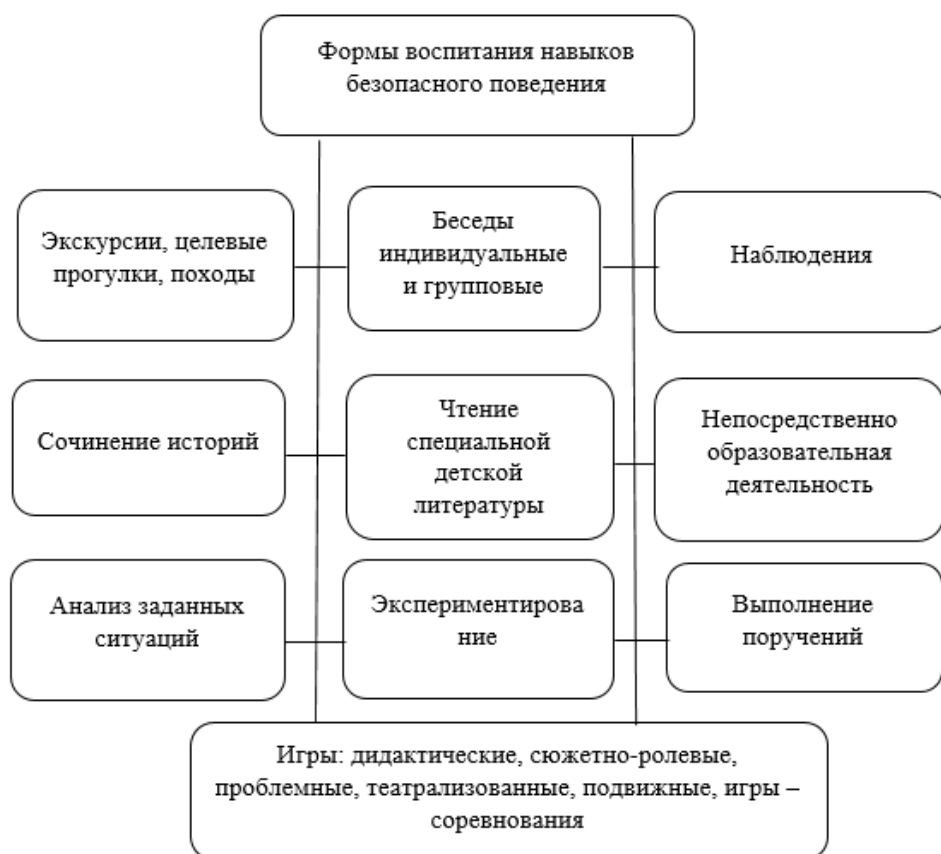 Формы воспитания навыков
безопасного поведения
Экскурсии, целевые
прогулки, походы
Беседы
индивидуальные
и групповые
Наблюдения
Сочинение историй
Чтение
специальной
детской
литературы
Непосредственно
образовательная
деятельность
Анализ заданных
ситуаций
Экспериментирова
ние
Выполнение
поручений
Игры: дидактические, сюжетно-ролевые,
проблемные, театрализованные, подвижные, игры –
соревнования